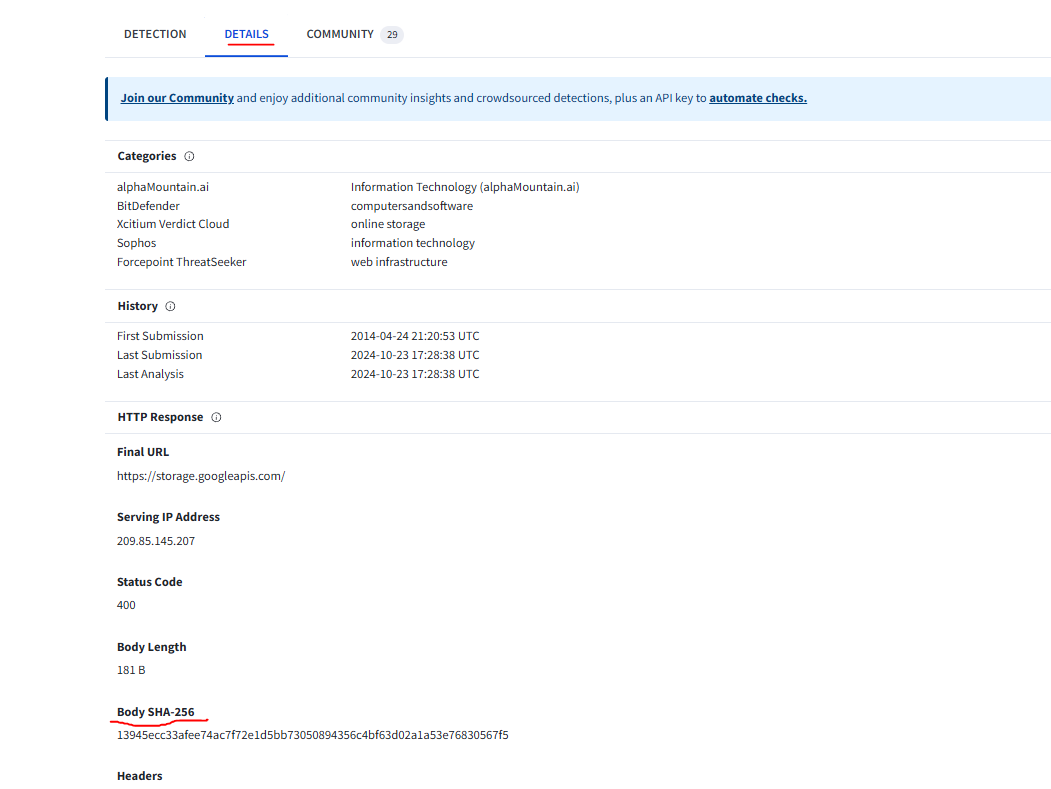 DETECTION DETAILS COMMUNITY 29
Join our Community and enjoy additional community insights and crowdsourced detections, plus an API key to automate checks.
Categories
alphaMountain.ai Information Technology (alphaMountain.ai)
BitDefender computersandsoftware
Xcitium Verdict Cloud online storage
Sophos information technology
Forcepoint ThreatSeeker web infrastructure
History
First Submission 2014-04-24 21:20:53 UTC
Last Submission 2024-10-23 17:28:38 UTC
Last Analysis 2024-10-23 17:28:38 UTC
HTTP Response
Final URL
https://storage.googleapis.com/
Serving IP Address
209.85.145.207
Status Code
400
Body Length
181 B
Body SHA-256
13945ecc33afee74ac7f72e1d5bb73050894356c4bf63d02a1a53e76830567f5
Headers